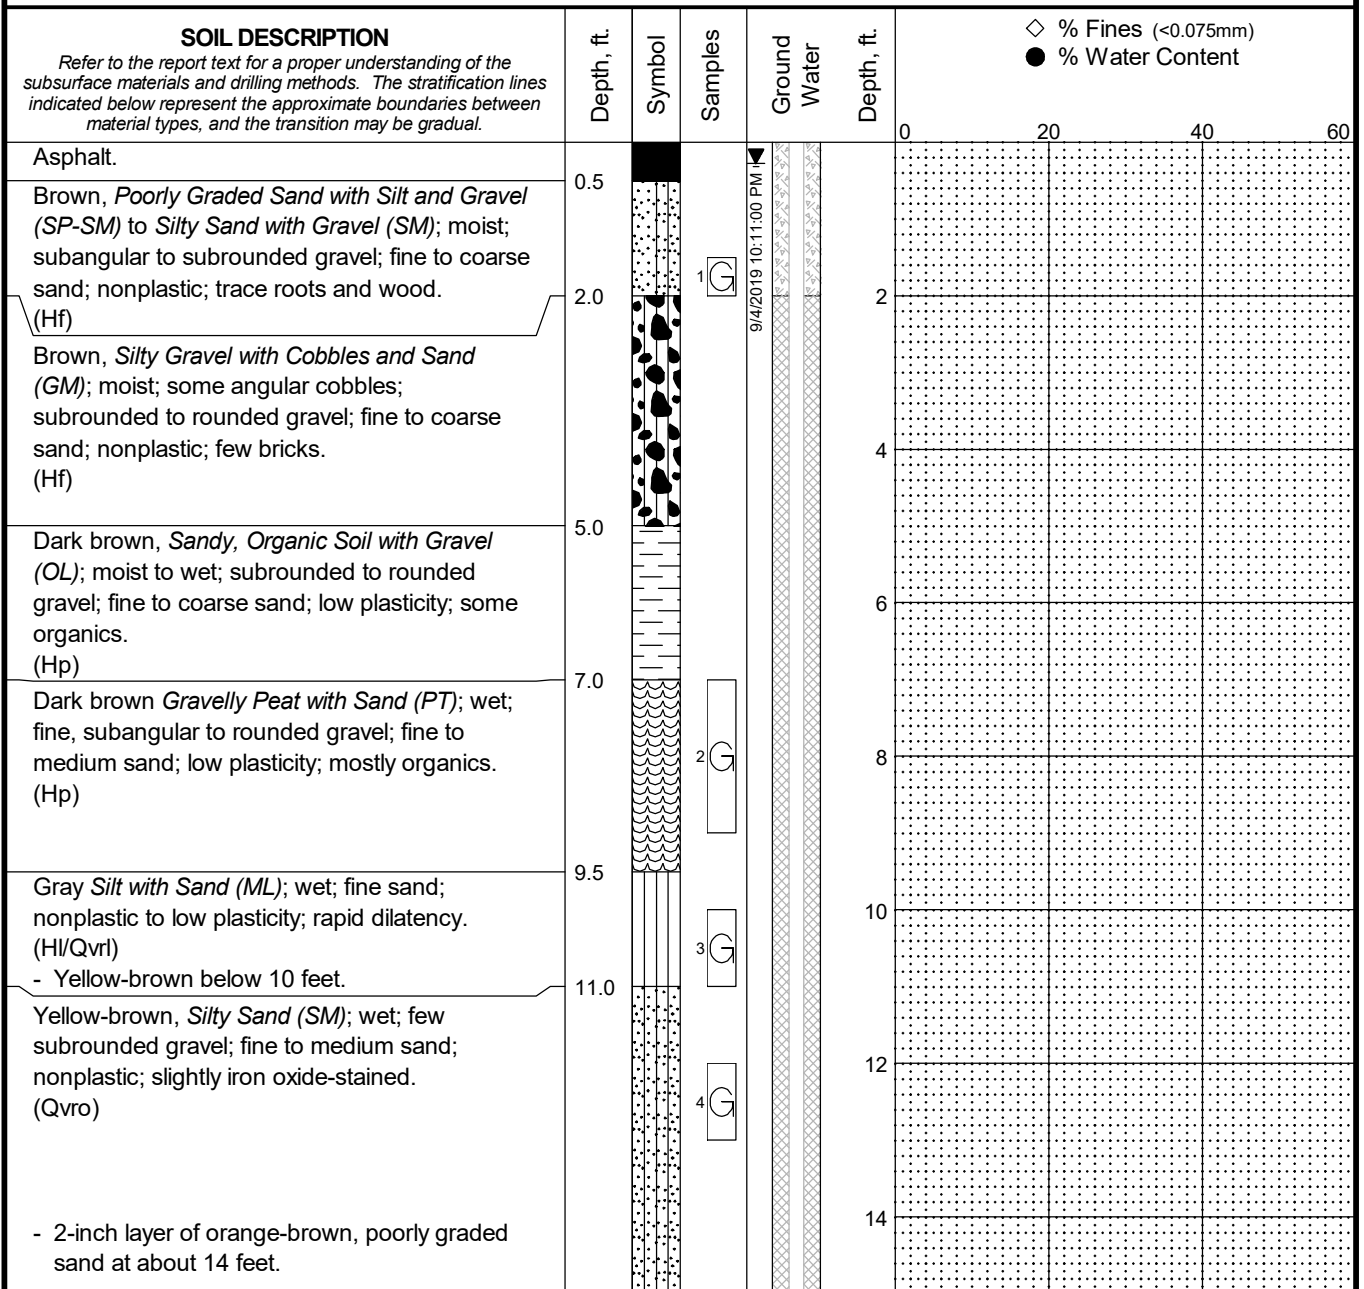 SOIL DESCRIPTION
Refer to the report text for a proper understanding of the
subsurface materials and drilling methods. The stratification lines
indicated below represent the approximate boundaries between
material types, and the transition may be gradual.
Depth, ft.
Symbol
Samples
Ground
Water
Depth, ft.
◇ % Fines (<0.075mm)
● % Water Content
0 20 40 60
Asphalt.
0.5
Brown, Poorly Graded Sand with Silt and Gravel
(SP-SM) to Silty Sand with Gravel (SM); moist;
subangular to subrounded gravel; fine to coarse
sand; nonplastic; trace roots and wood.
(Hf)
2.0
Brown, Silty Gravel with Cobbles and Sand
(GM); moist; some angular cobbles;
subrounded to rounded gravel; fine to coarse
sand; nonplastic; few bricks.
(Hf)
5.0
Dark brown, Sandy, Organic Soil with Gravel
(OL); moist to wet; subrounded to rounded
gravel; fine to coarse sand; low plasticity; some
organics.
(Hp)
7.0
Dark brown Gravelly Peat with Sand (PT); wet;
fine, subangular to rounded gravel; fine to
medium sand; low plasticity; mostly organics.
(Hp)
9.5
Gray Silt with Sand (ML); wet; fine sand;
nonplastic to low plasticity; rapid dilatency.
(Hl/Qvrl)
- Yellow-brown below 10 feet.
11.0
Yellow-brown, Silty Sand (SM); wet; few
subrounded gravel; fine to medium sand;
nonplastic; slightly iron oxide-stained.
(Qvro)
- 2-inch layer of orange-brown, poorly graded
sand at about 14 feet.
1 G
2 G
3 G
4 G
9/4/2019 10:11:00 PM
2
4
6
8
10
12
14